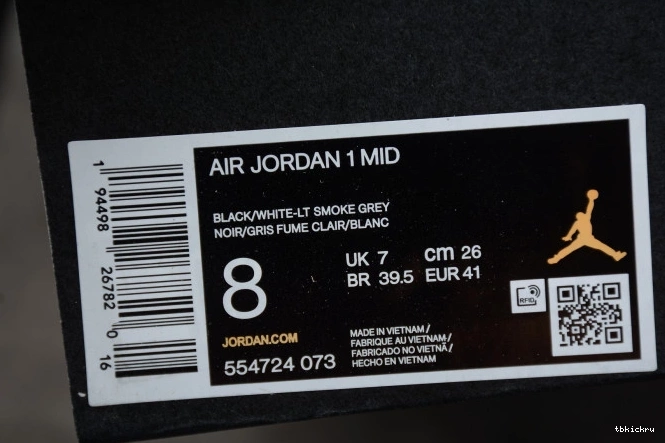 AIR JORDAN 1 MID
BLACK/WHITE-LT SMOKE GREY
NOIR/GRIS FUME CLAIR/BLANC
8
UK 7 cm 26
BR 39.5 EUR 41
JORDAN.COM
554724 073
MADE IN VIETNAM /
FABRIQUE AU VIETNAM /
FABRICADO NO VIETNÃ /
HECHO EN VIETNAM
RFID
1 94498 26782 0 16
tbkickru